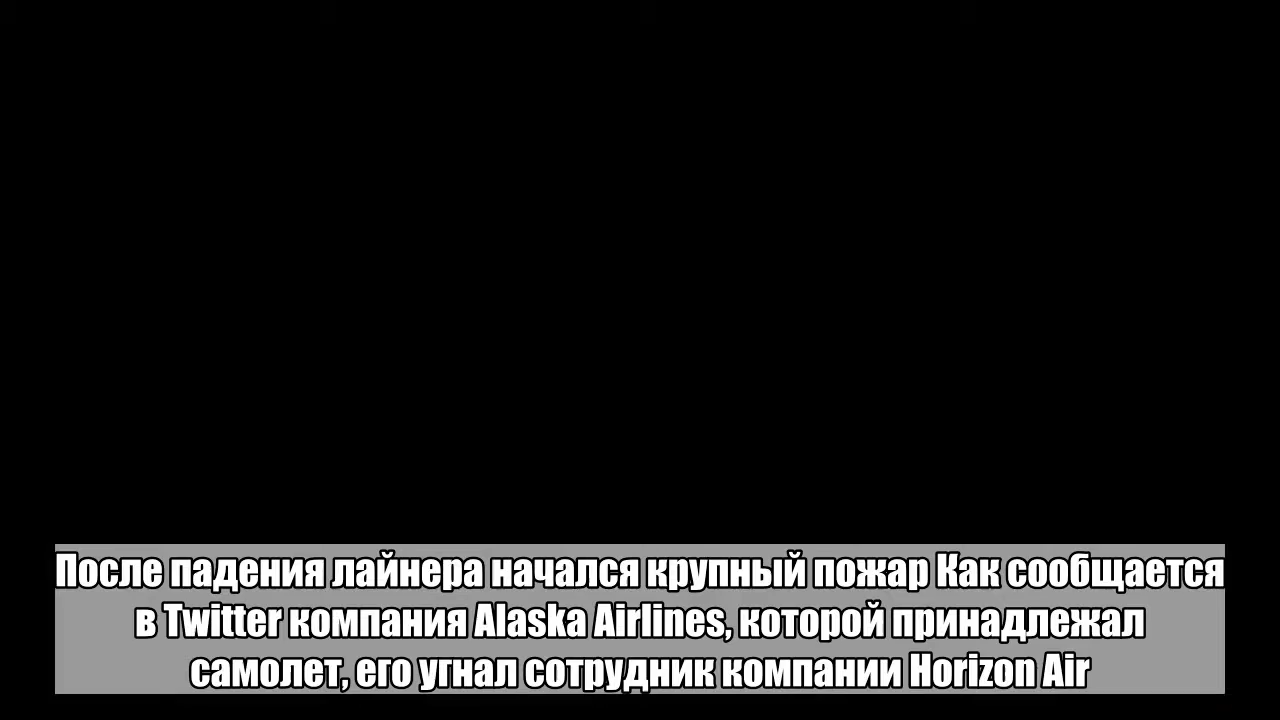 После падения лайнера начался крупный пожар Как сообщается
в Twitter компания Alaska Airlines, которой принадлежал
самолет, его угнал сотрудник компании Horizon Air